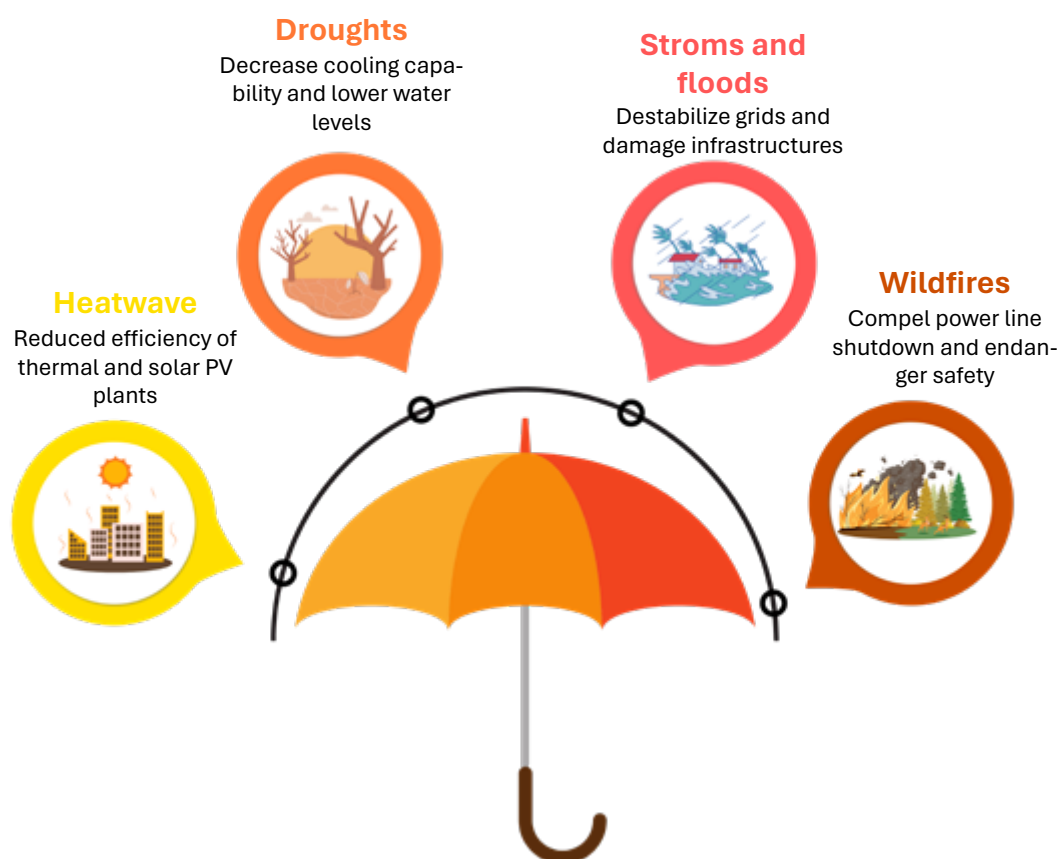 Droughts
Decrease cooling capa-
bility and lower water
levels
Stroms and
floods
Destabilize grids and
damage infrastructures
Heatwave
Reduced efficiency of
thermal and solar PV
plants
Wildfires
Compel power line
shutdown and endan-
ger safety